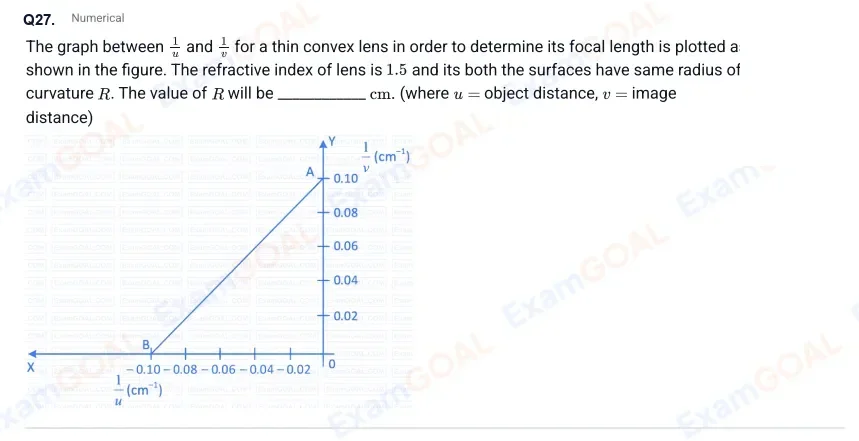 Q27. Numerical
The graph between 1/u and 1/v for a thin convex lens in order to determine its focal length is plotted a
shown in the figure. The refractive index of lens is 1.5 and its both the surfaces have same radius of
curvature R. The value of R will be __________ cm. (where u = object distance, v = image
distance)
Y
1/v (cm⁻¹)
A
0.10
0.08
0.06
0.04
0.02
B
X
-0.10 -0.08 -0.06 -0.04 -0.02 0
1/u (cm⁻¹)
ExamGOAL